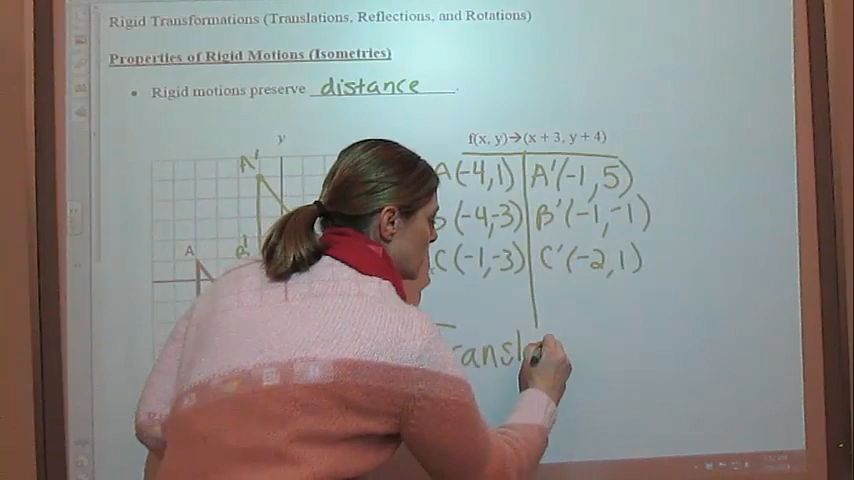 Rigid Transformations (Translations, Reflections, and Rotations)
Properties of Rigid Motions (Isometries)
• Rigid motions preserve distance.
y
f(x, y)→(x + 3, y + 4)
A'
A(-4,1) A'(-1,5)
(-4,-3) B'(-1,-1)
B'
A
C(-1,-3) C'(-2,1)
Transl